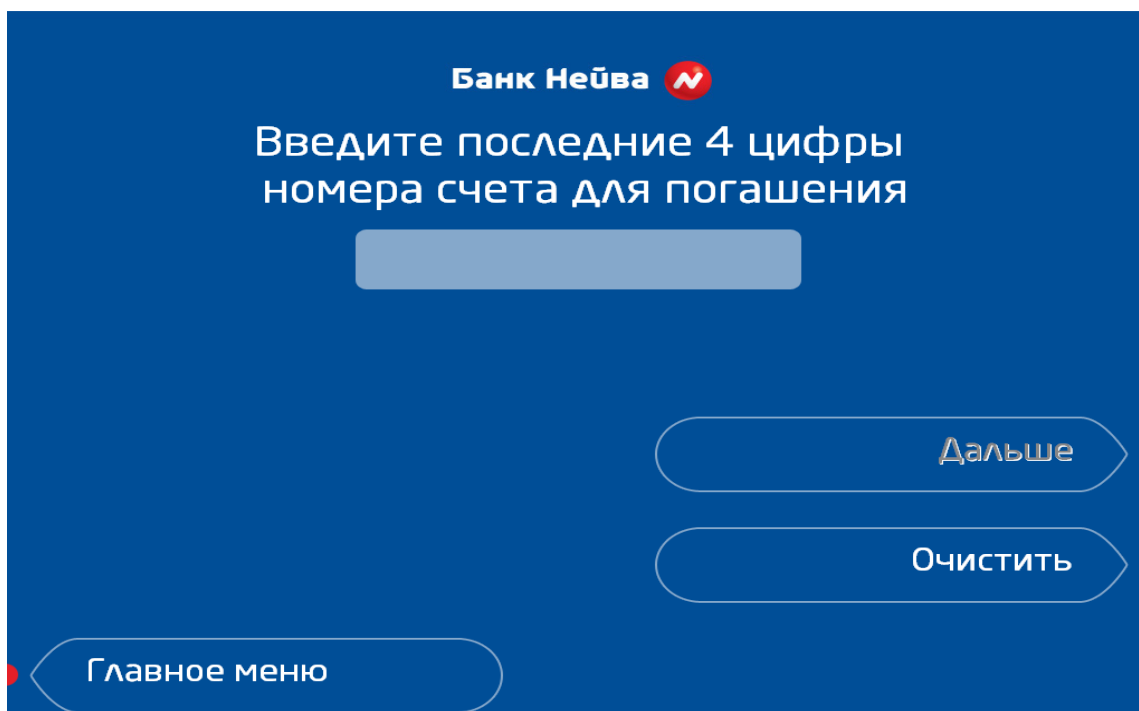 Банк Нейва
Введите последние 4 цифры
номера счета для погашения
Дальше
Очистить
Главное меню